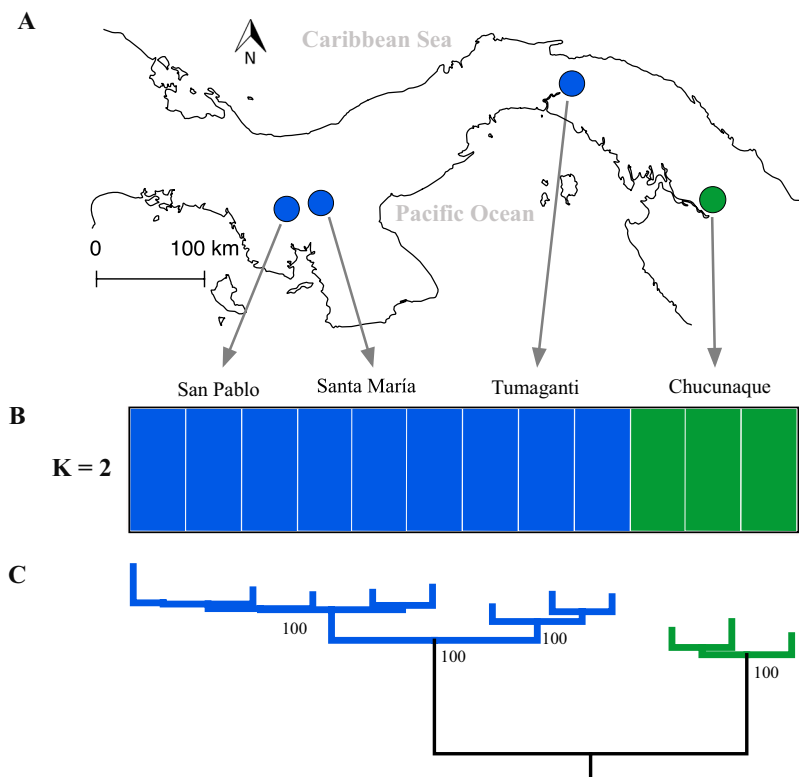 A
Caribbean Sea
N
Pacific Ocean
0 100 km
San Pablo Santa María Tumaganti Chucunaque
B
K = 2
C
100
100
100
100